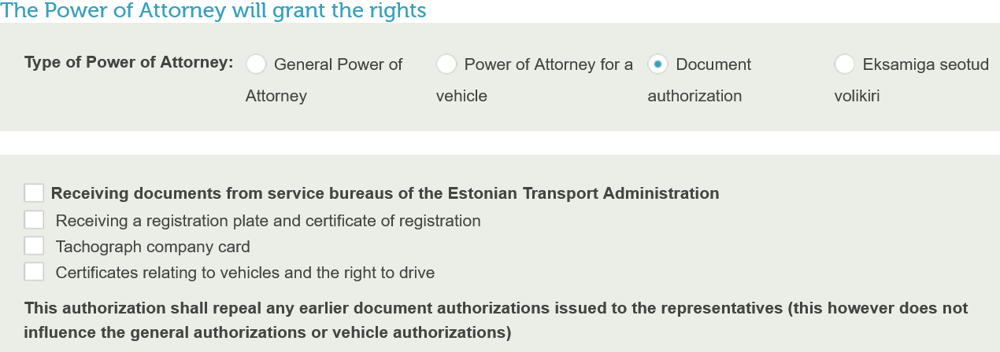 The Power of Attorney will grant the rights
Type of Power of Attorney: General Power of Attorney Power of Attorney for a vehicle Document authorization Eksamiga seotud volikiri
Receiving documents from service bureaus of the Estonian Transport Administration
Receiving a registration plate and certificate of registration
Tachograph company card
Certificates relating to vehicles and the right to drive
This authorization shall repeal any earlier document authorizations issued to the representatives (this however does not
influence the general authorizations or vehicle authorizations)